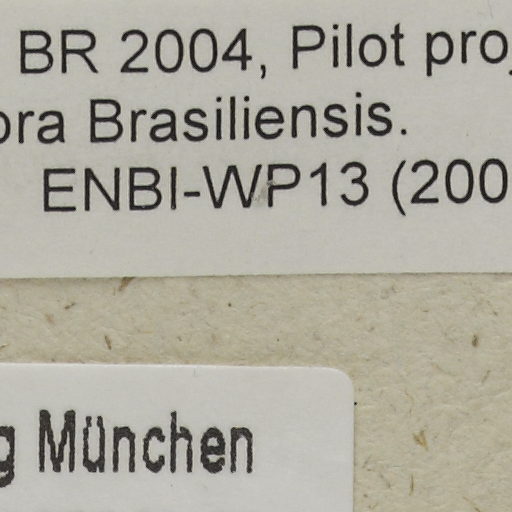 BR 2004, Pilot pro
ora Brasiliensis.
ENBI-WP13 (200
g München